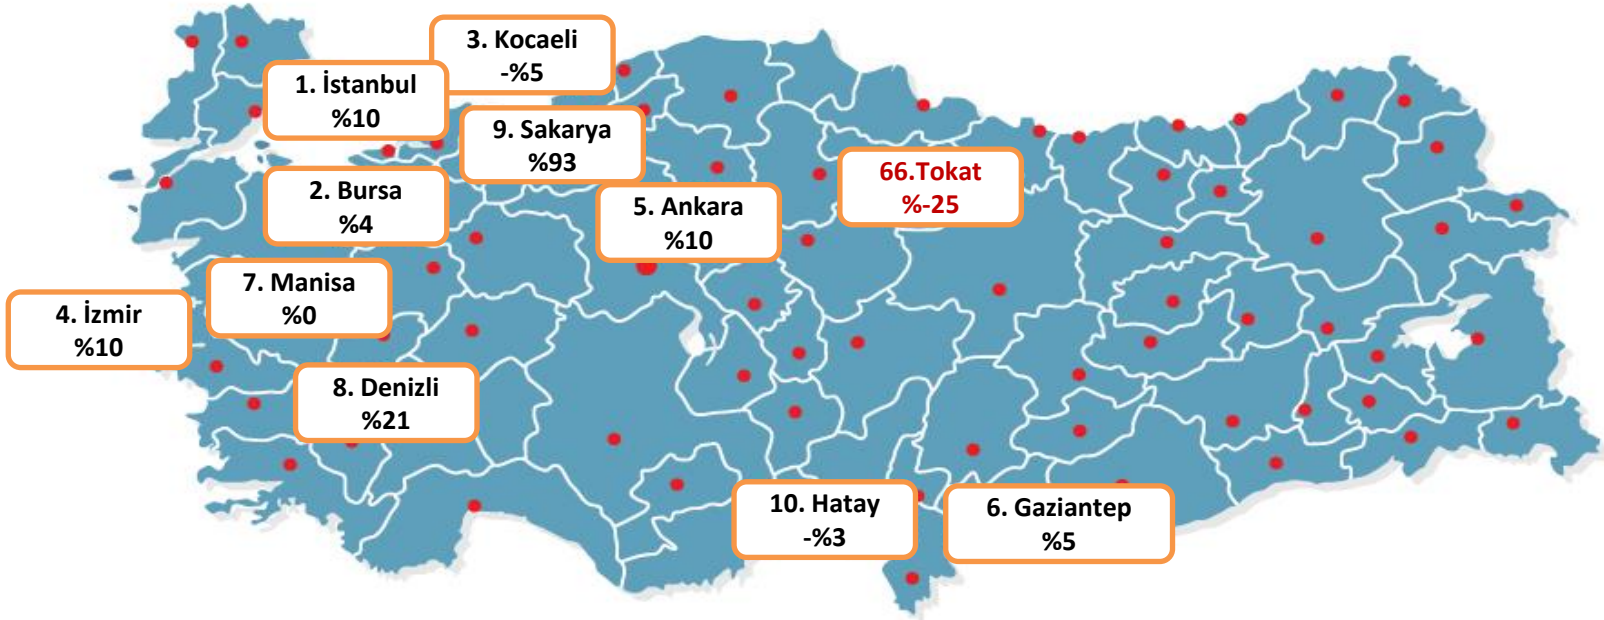 3. Kocaeli
-%5
1. İstanbul
%10
9. Sakarya
%93
2. Bursa
%4
66.Tokat
%-25
5. Ankara
%10
7. Manisa
%0
4. İzmir
%10
8. Denizli
%21
10. Hatay
-%3
6. Gaziantep
%5